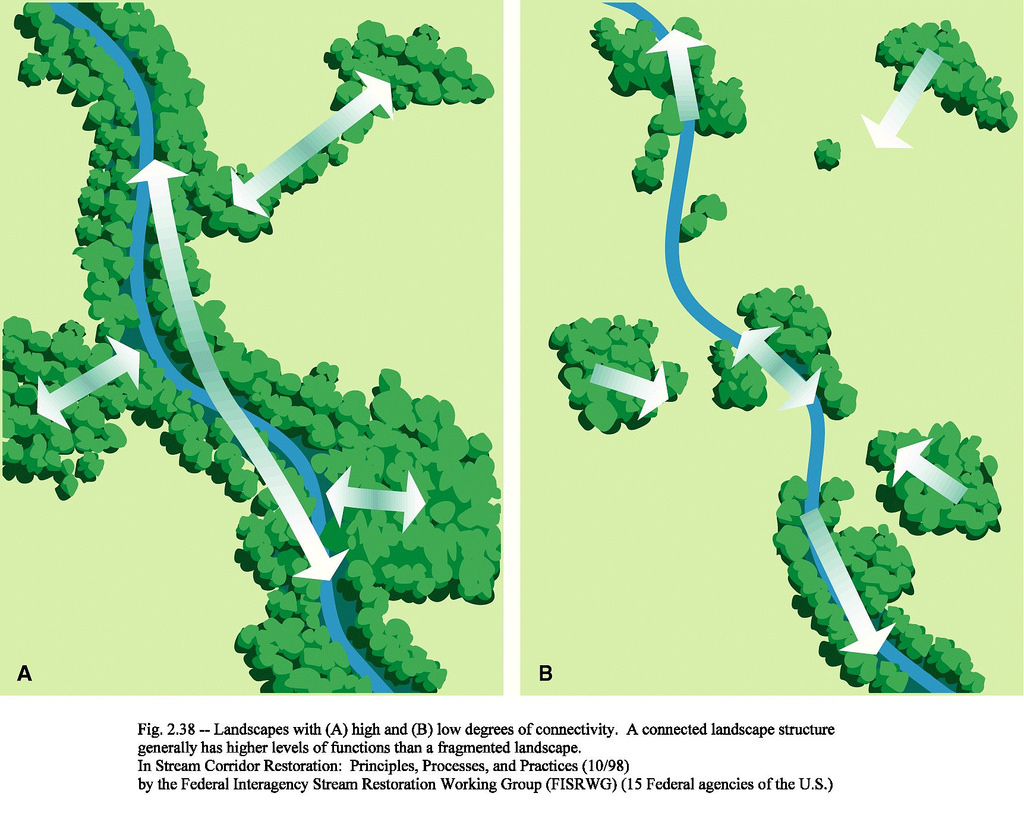 A
B
Fig. 2.38 -- Landscapes with (A) high and (B) low degrees of connectivity. A connected landscape structure
generally has higher levels of functions than a fragmented landscape.
In Stream Corridor Restoration: Principles, Processes, and Practices (10/98)
by the Federal Interagency Stream Restoration Working Group (FISRWG) (15 Federal agencies of the U.S.)